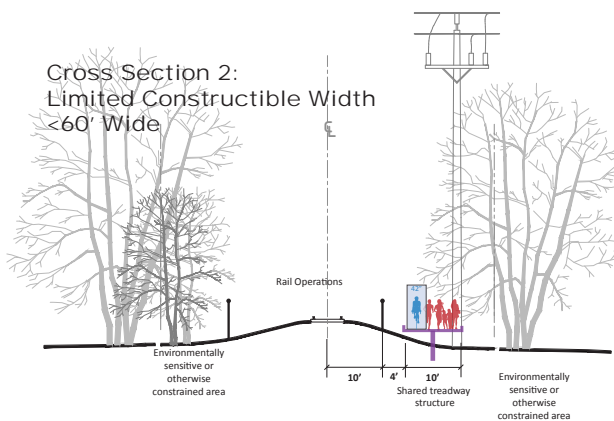 Cross Section 2:
Limited Constructible Width
<60' Wide
℄
Rail Operations
42"
10'
4'
10'
Environmentally
sensitive or
otherwise
constrained area
Shared treadway
structure
Environmentally
sensitive or
otherwise
constrained area